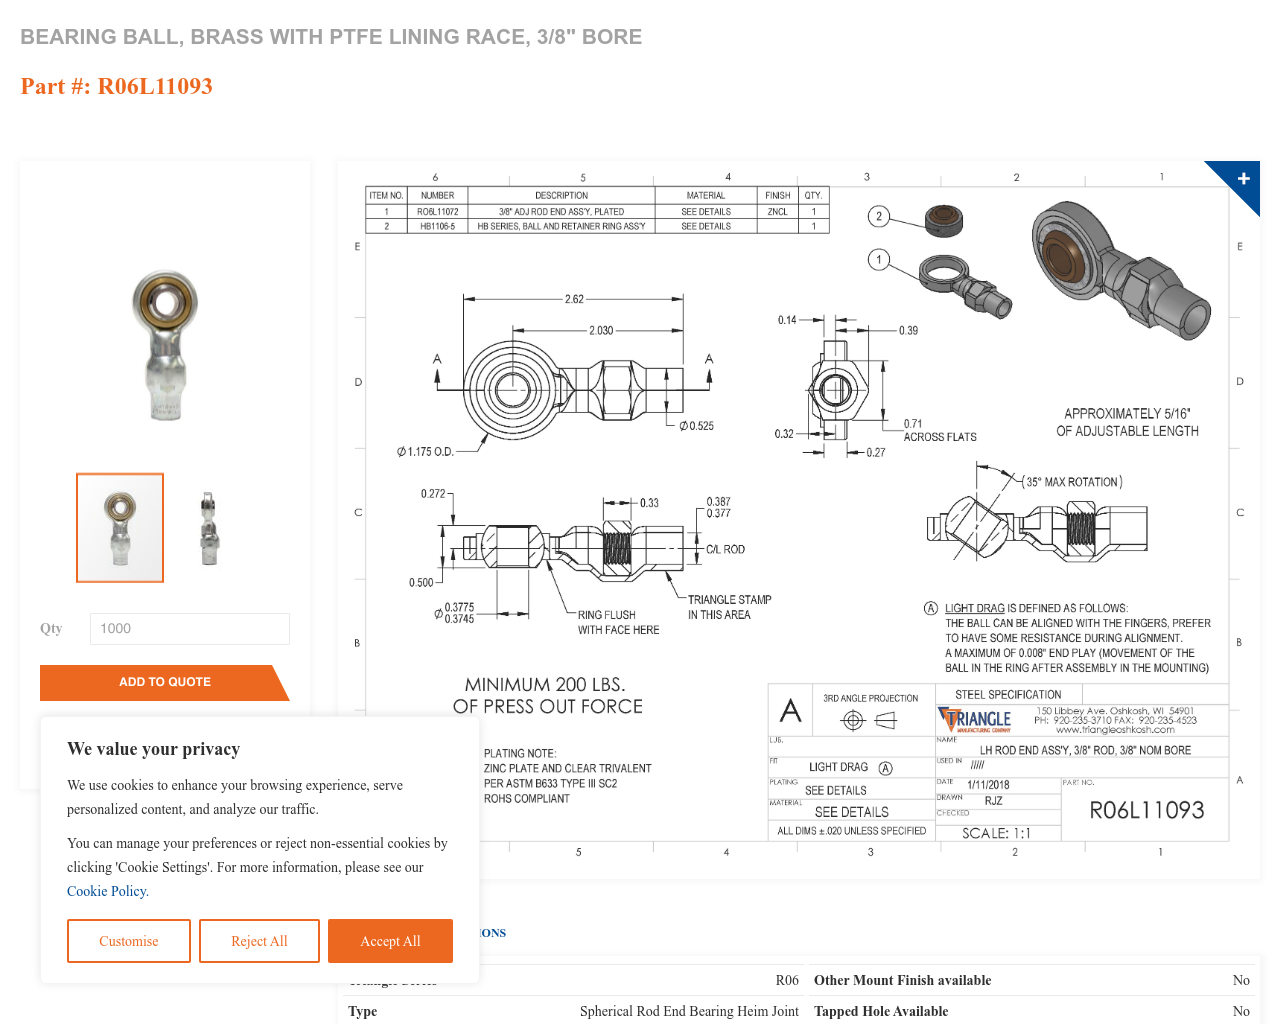 BEARING BALL, BRASS WITH PTFE LINING RACE, 3/8" BORE
Part #: R06L11093
6 5 4 3 2 1
+
ITEM NO. NUMBER DESCRIPTION MATERIAL FINISH QTY.
1 RO6L11072 3/8" ADJ ROD END ASS'Y, PLATED SEE DETAILS ZNCL 1
2 HB1106-5 HB SERIES, BALL AND RETAINER RING ASS'Y SEE DETAILS 1
2
1
E E
2.62
2.030
A A
Ø1.175 O.D.
Ø0.525
0.14
0.39
0.32
0.71
ACROSS FLATS
0.27
D D
APPROXIMATELY 5/16"
OF ADJUSTABLE LENGTH
0.272
0.33
0.387
0.377
C/L ROD
0.500
Ø 0.3775
0.3745
RING FLUSH
WITH FACE HERE
TRIANGLE STAMP
IN THIS AREA
(35° MAX ROTATION)
C C
A LIGHT DRAG IS DEFINED AS FOLLOWS:
THE BALL CAN BE ALIGNED WITH THE FINGERS, PREFER
TO HAVE SOME RESISTANCE DURING ALIGNMENT.
A MAXIMUM OF 0.008" END PLAY (MOVEMENT OF THE
BALL IN THE RING AFTER ASSEMBLY IN THE MOUNTING)
B B
MINIMUM 200 LBS.
OF PRESS OUT FORCE
PLATING NOTE:
ZINC PLATE AND CLEAR TRIVALENT
PER ASTM B633 TYPE III SC2
ROHS COMPLIANT
A
3RD ANGLE PROJECTION
STEEL SPECIFICATION
TRIANGLE
MANUFACTURING COMPANY
150 Libbey Ave. Oshkosh, WI 54901
PH: 920-235-3710 FAX: 920-235-4523
www.triangleoshkosh.com
LUB.
NAME
LH ROD END ASS'Y, 3/8" ROD, 3/8" NOM BORE
FIT
LIGHT DRAG A
USED IN
/////
PLATING
SEE DETAILS
DATE
1/11/2018
PART NO.
MATERIAL
SEE DETAILS
DRAWN
RJZ
CHECKED
R06L11093
ALL DIMS ±.020 UNLESS SPECIFIED
SCALE: 1:1
A
5 4 3 2 1
Qty
1000
ADD TO QUOTE
We value your privacy
We use cookies to enhance your browsing experience, serve
personalized content, and analyze our traffic.
You can manage your preferences or reject non-essential cookies by
clicking 'Cookie Settings'. For more information, please see our
Cookie Policy.
Customise
Reject All
Accept All
R06
Other Mount Finish available No
Type Spherical Rod End Bearing Heim Joint
Tapped Hole Available No